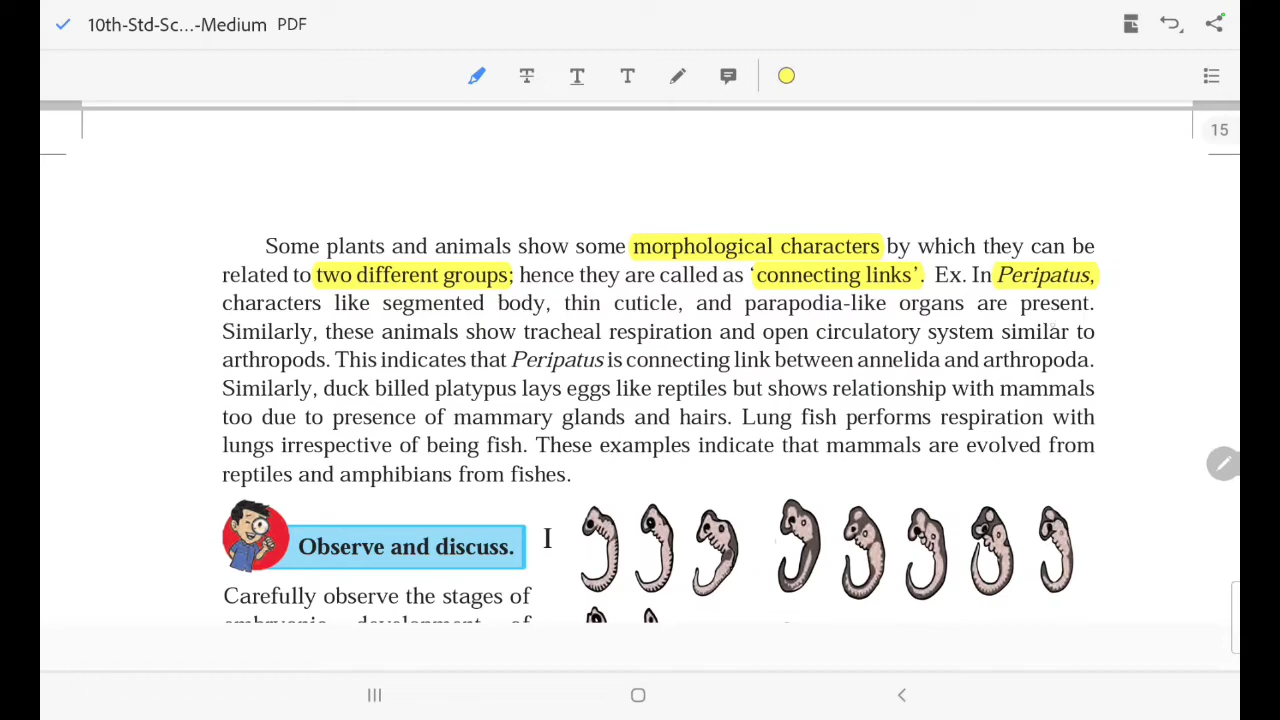 10th-Std-Sc...-Medium PDF
15
Some plants and animals show some morphological characters by which they can be
related to two different groups; hence they are called as ‘connecting links’. Ex. In Peripatus,
characters like segmented body, thin cuticle, and parapodia-like organs are present.
Similarly, these animals show tracheal respiration and open circulatory system similar to
arthropods. This indicates that Peripatus is connecting link between annelida and arthropoda.
Similarly, duck billed platypus lays eggs like reptiles but shows relationship with mammals
too due to presence of mammary glands and hairs. Lung fish performs respiration with
lungs irrespective of being fish. These examples indicate that mammals are evolved from
reptiles and amphibians from fishes.
Observe and discuss.
I
Carefully observe the stages of
embryonic development of